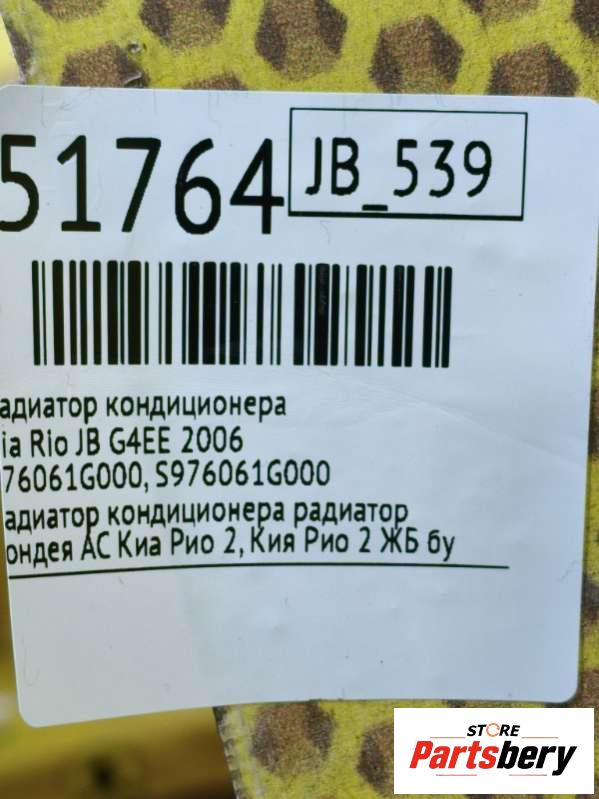 51764
JB_539
адиатор кондиционера
ia Rio JB G4EE 2006
76061G000, S976061G000
адиатор кондиционера радиатор
ондея АС Киа Рио 2, Кия Рио 2 ЖБ бу
STORE
Partsbery